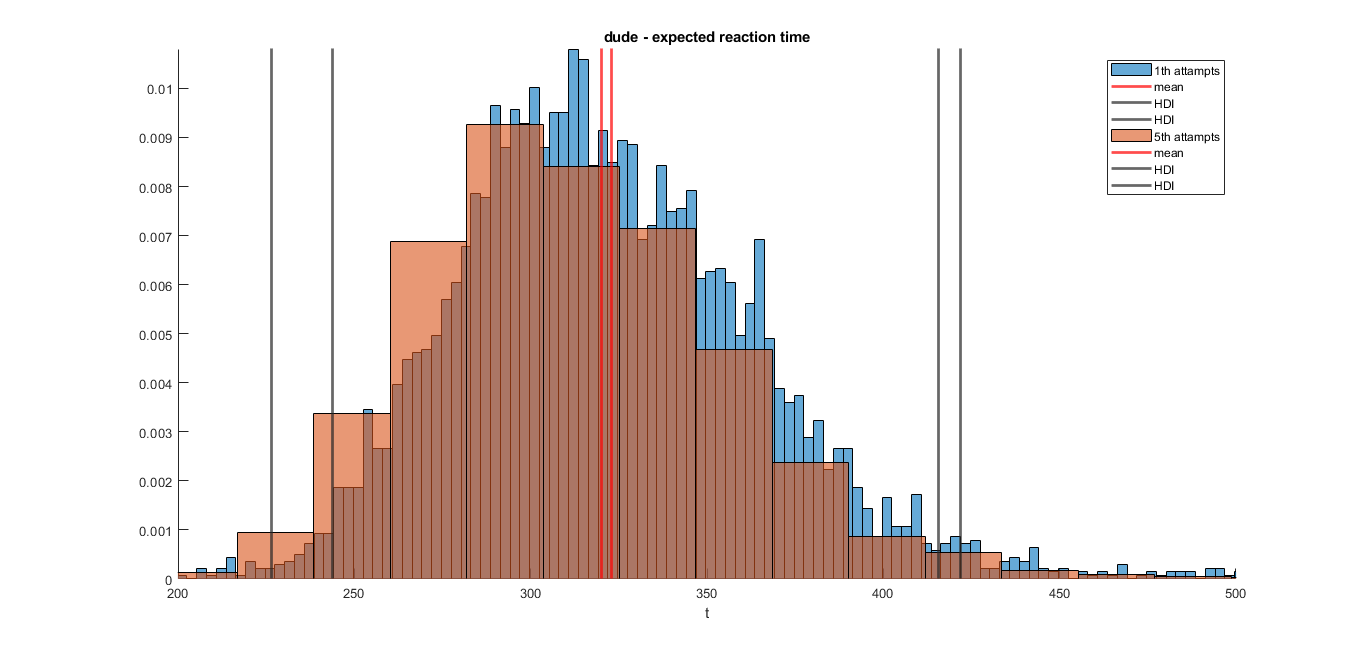 dude - expected reaction time
1th attampts
mean
HDI
HDI
5th attampts
mean
HDI
HDI
0.01
0.009
0.008
0.007
0.006
0.005
0.004
0.003
0.002
0.001
0
200 250 300 350 400 450 500
t